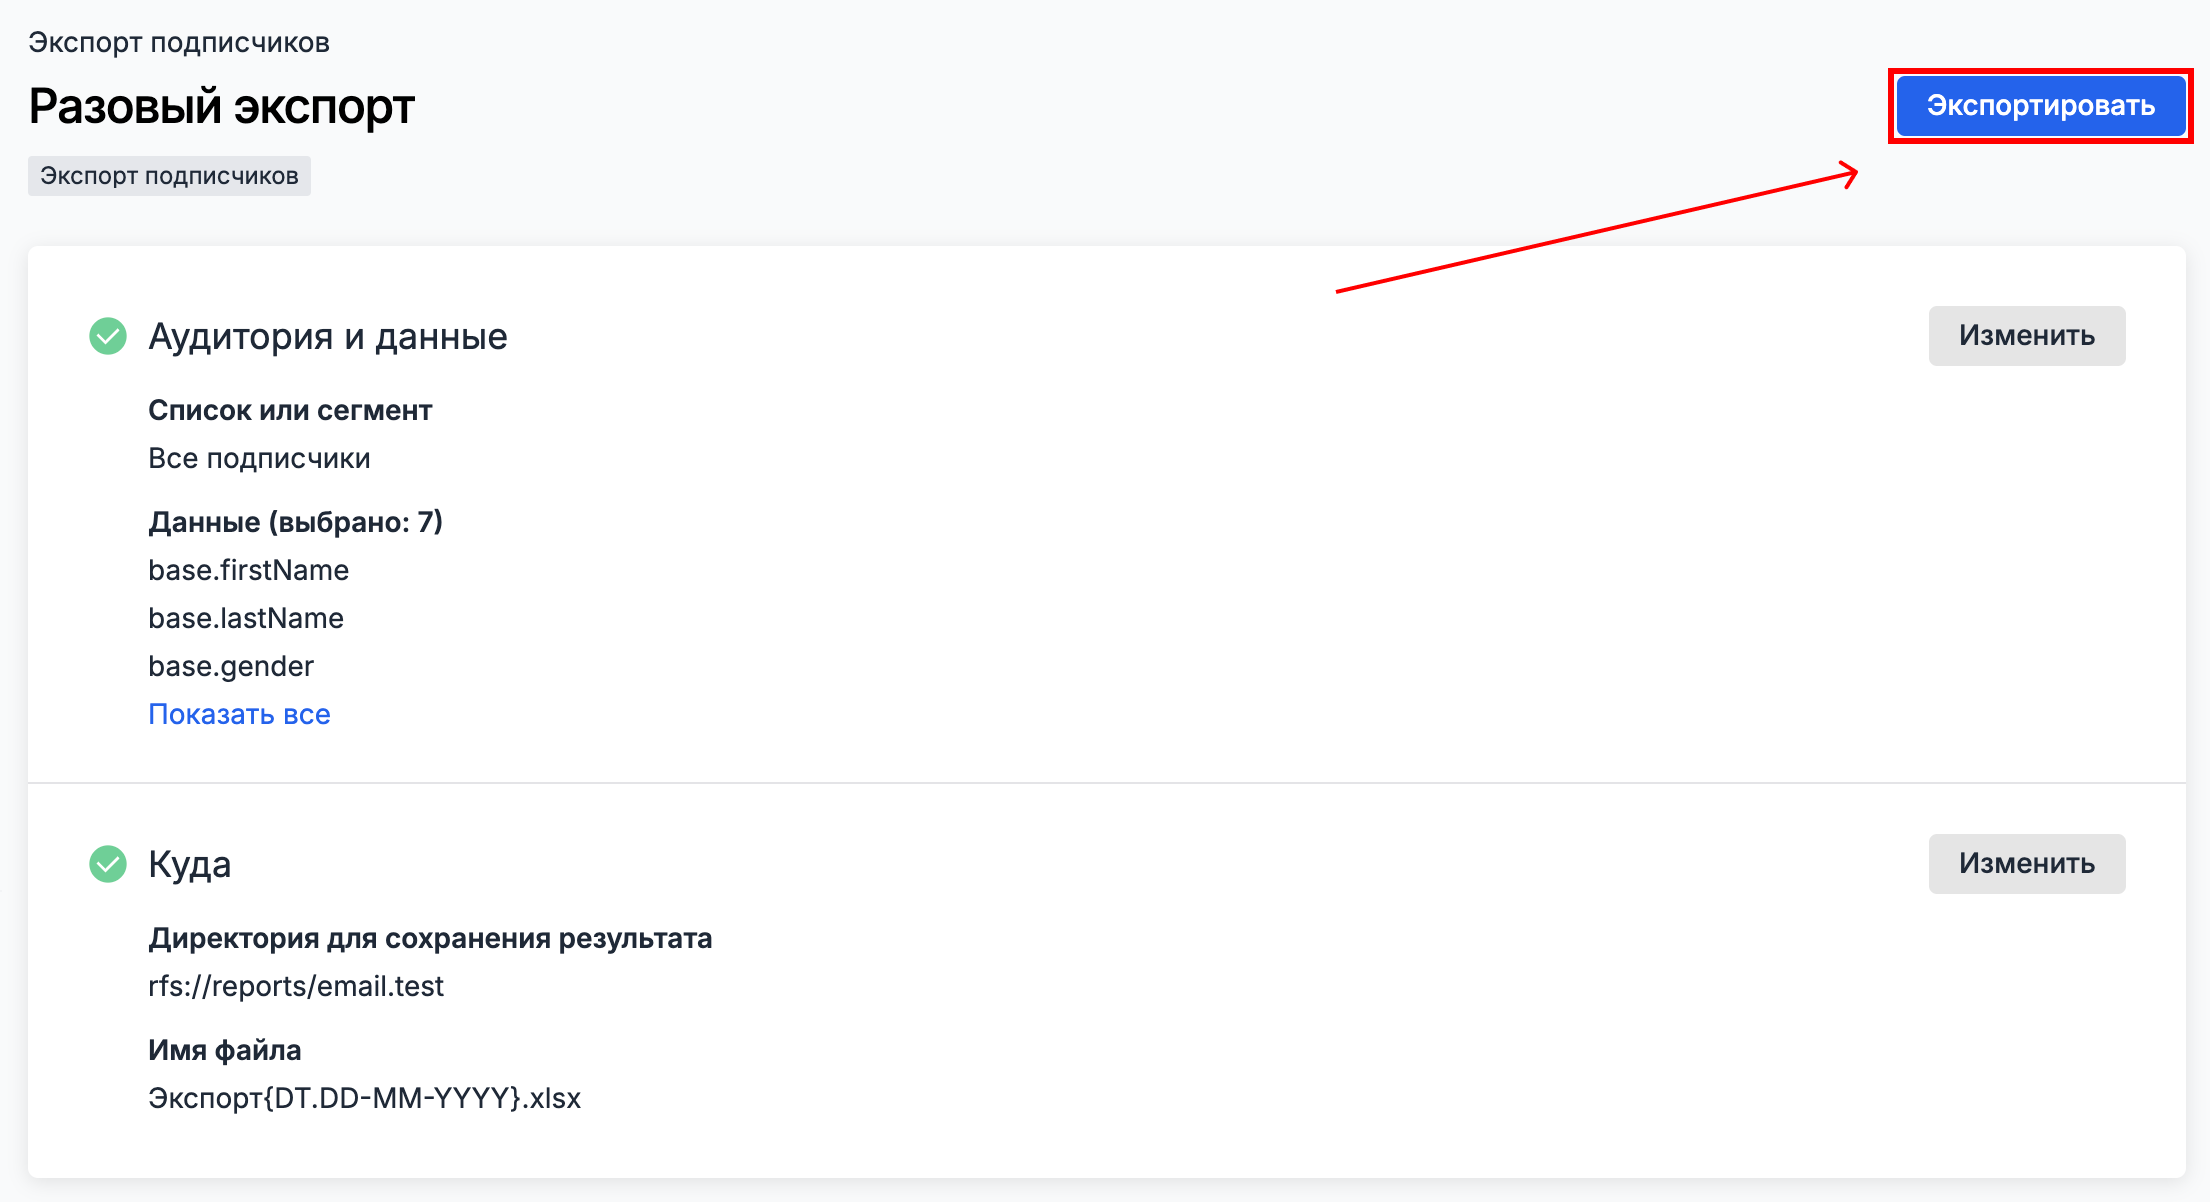 Экспорт подписчиков
Разовый экспорт
Экспортировать
Экспорт подписчиков
Аудитория и данные
Изменить
Список или сегмент
Все подписчики
Данные (выбрано: 7)
base.firstName
base.lastName
base.gender
Показать все
Куда
Изменить
Директория для сохранения результата
rfs://reports/email.test
Имя файла
Экспорт{DT.DD-MM-YYYY}.xlsx